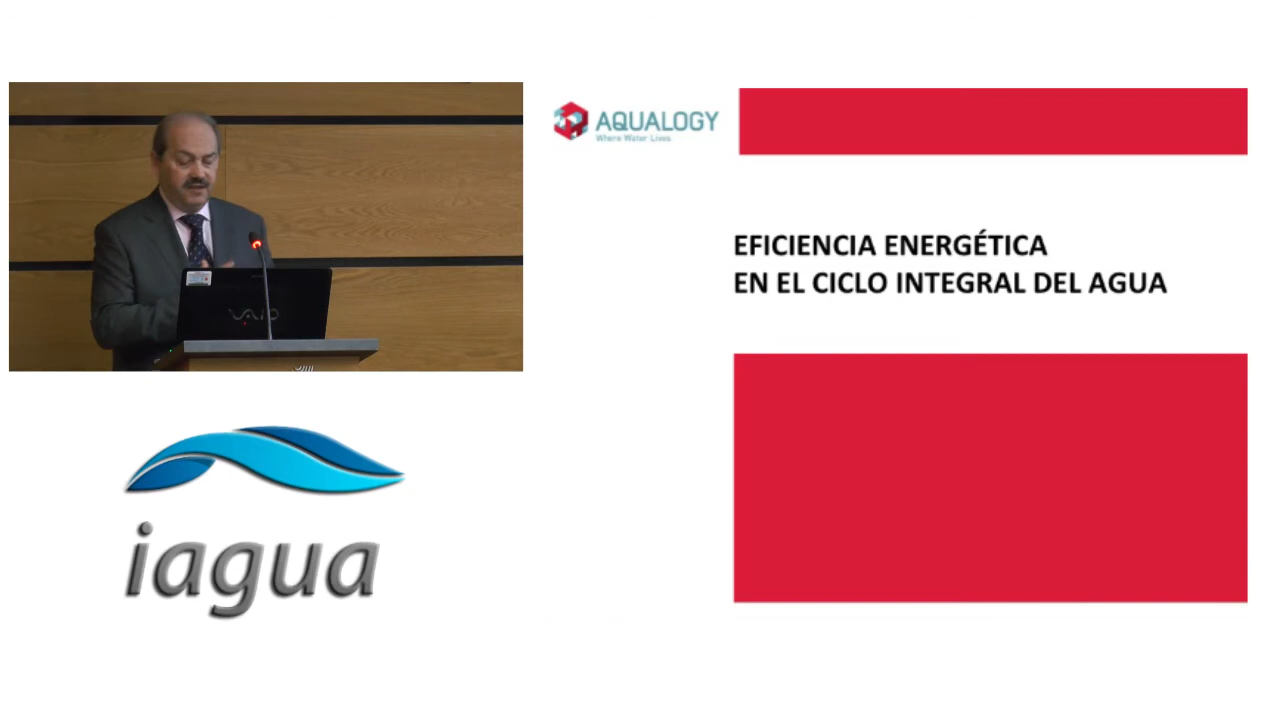 AQUALOGY
Where Water Lives
EFICIENCIA ENERGÉTICA
EN EL CICLO INTEGRAL DEL AGUA
VAIO
iagua